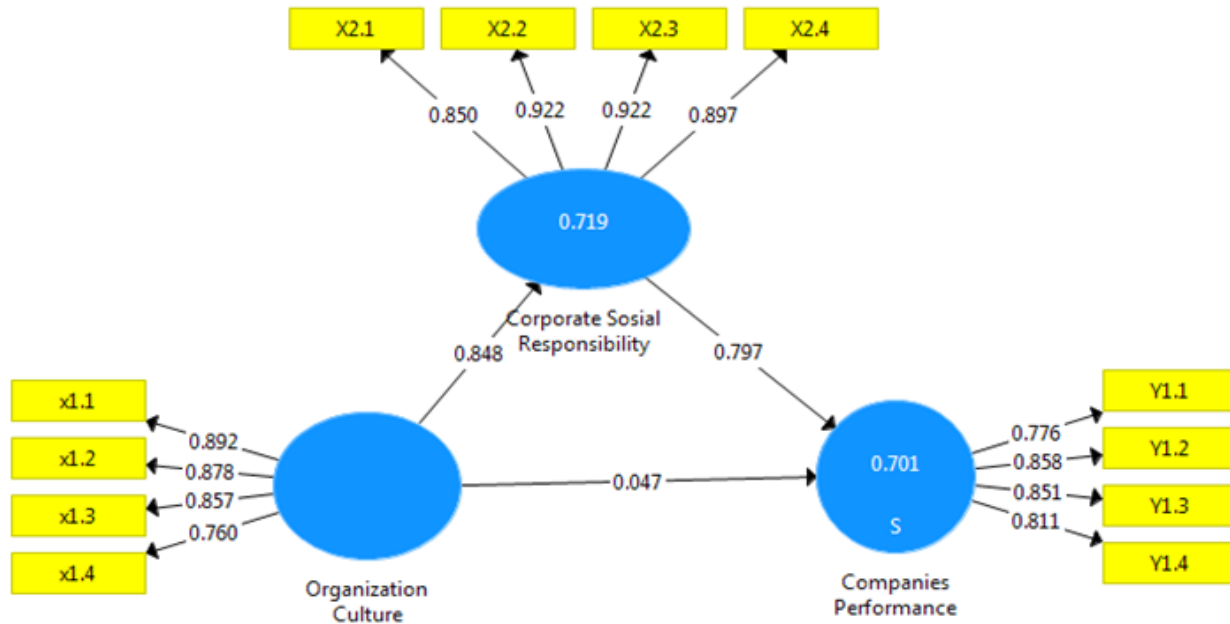 X2.1 X2.2 X2.3 X2.4
0.850 0.922 0.922 0.897
0.719
Corporate Sosial
Responsibility
0.848 0.797
x1.1
x1.2
x1.3
x1.4
0.892
0.878
0.857
0.760
Organization
Culture
0.047
0.701
S
Companies
Performance
0.776
0.858
0.851
0.811
Y1.1
Y1.2
Y1.3
Y1.4